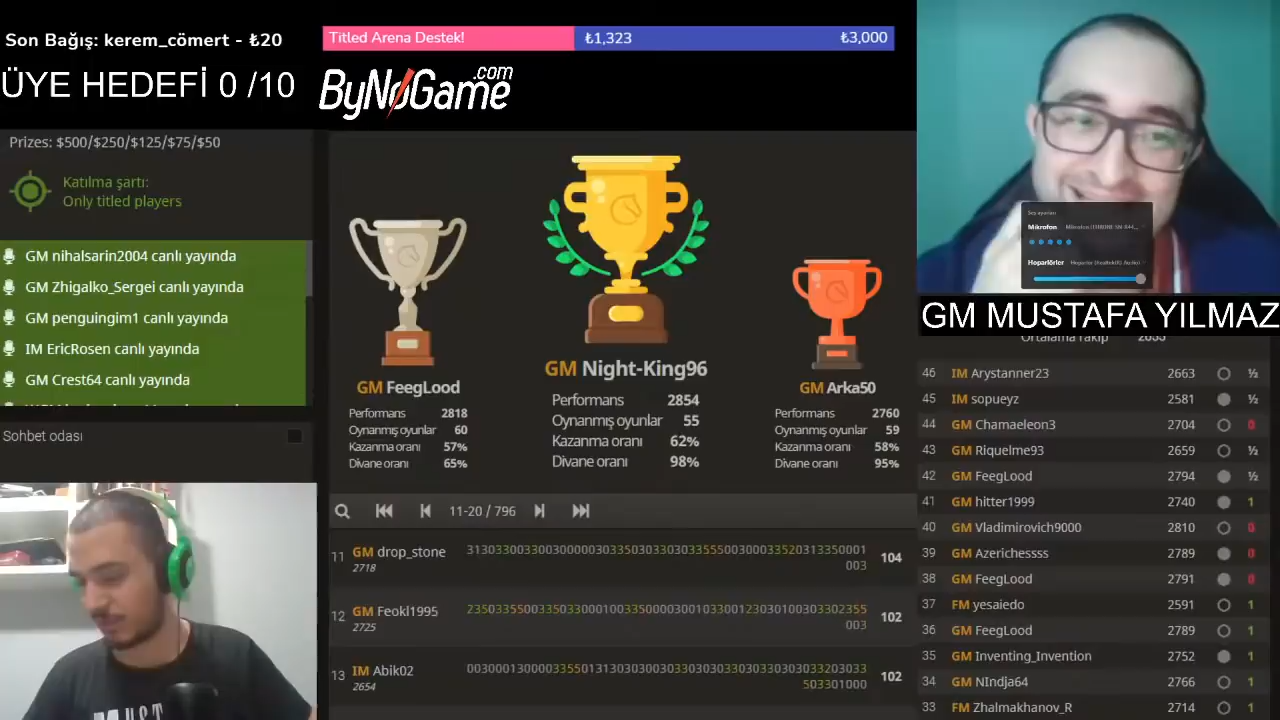 Son Bağış: kerem_cömert - ₺20
ÜYE HEDEFİ 0 /10
Titled Arena Destek!
₺1,323
₺3,000
ByNoGame.com
Prizes: $500/$250/$125/$75/$50
Katılma şartı:
Only titled players
GM nihalsarin2004 canlı yayında
GM Zhigalko_Sergei canlı yayında
GM penguingim1 canlı yayında
IM EricRosen canlı yayında
GM Crest64 canlı yayında
Sohbet odası
GM FeegLood
Performans 2818
Oynanmış oyunlar 60
Kazanma oranı 57%
Divane oranı 65%
GM Night-King96
Performans 2854
Oynanmış oyunlar 55
Kazanma oranı 62%
Divane oranı 98%
GM Arka50
Performans 2760
Oynanmış oyunlar 59
Kazanma oranı 58%
Divane oranı 95%
11-20 / 796
11 GM drop_stone
2718
104
12 GM Feokl1995
2725
102
13 IM Abik02
2654
102
Ses ayarları
Mikrofon
Hoparlörler
GM MUSTAFA YILMAZ
Ortalama rakip 2655
46 IM Arystanner23 2663 ½
45 IM sopueyz 2581 ½
44 GM Chamaeleon3 2704 0
43 GM Riquelme93 2659 ½
42 GM FeegLood 2794 ½
41 GM hitter1999 2740 1
40 GM Vladimirovich9000 2810 0
39 GM Azerichessss 2789 0
38 GM FeegLood 2791 0
37 FM yesaiedo 2591 1
36 GM FeegLood 2789 1
35 GM Inventing_Invention 2752 1
34 GM NIndja64 2766 1
33 FM Zhalmakhanov_R 2714 1